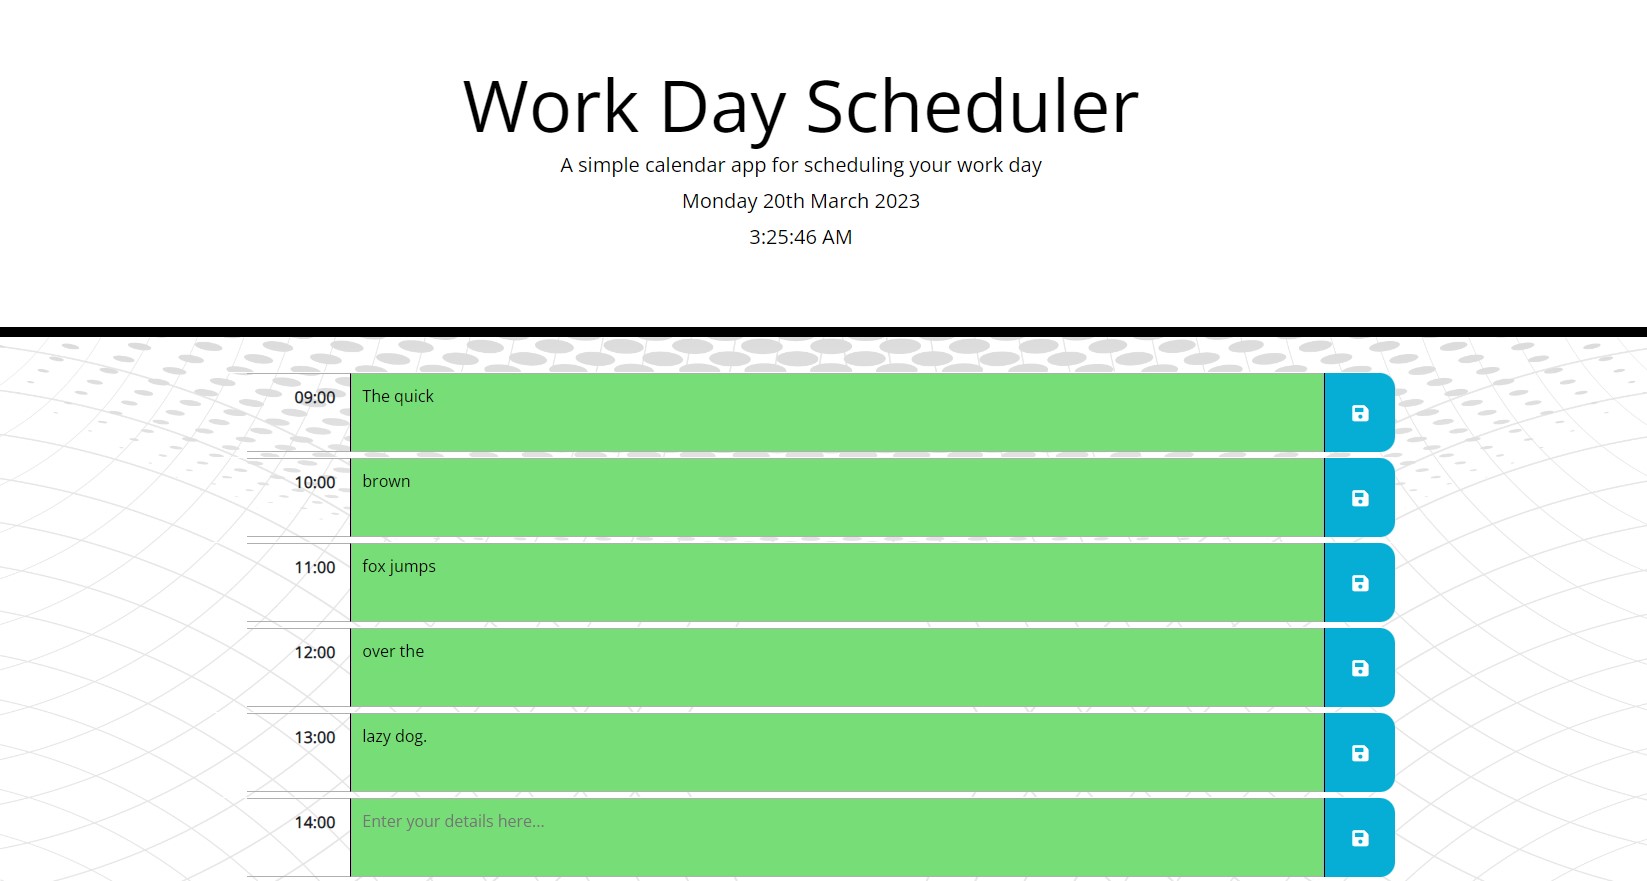 Work Day Scheduler
A simple calendar app for scheduling your work day
Monday 20th March 2023
3:25:46 AM
09:00 The quick
10:00 brown
11:00 fox jumps
12:00 over the
13:00 lazy dog.
14:00 Enter your details here...